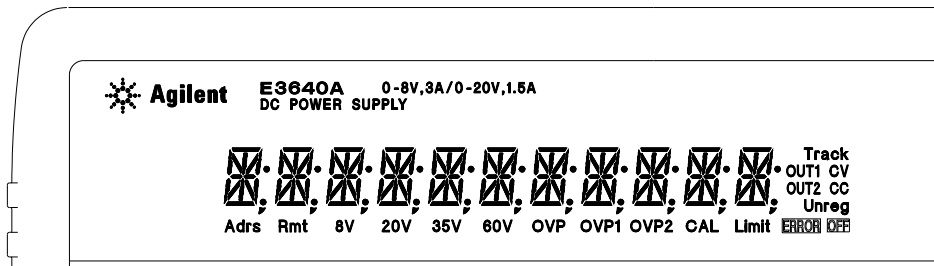 Agilent E3640A 0-8V,3A/0-20V,1.5A
DC POWER SUPPLY
Track
OUT1 CV
OUT2 CC
Unreg
Adrs Rmt 8V 20V 35V 60V OVP OVP1 OVP2 CAL Limit ERROR OFF